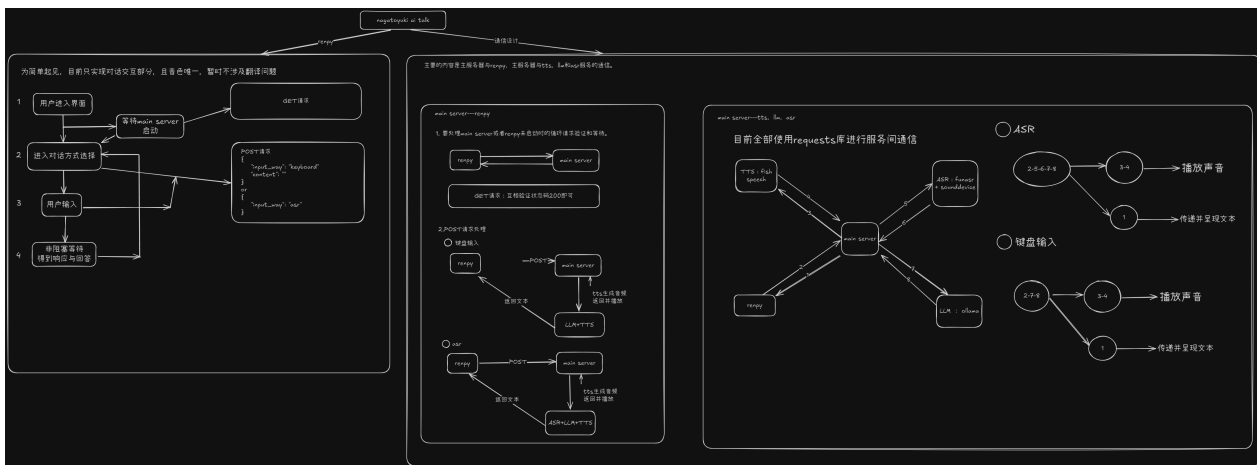 nagatoyuki ai talk
renpy
通信设计
为简单起见，目前只实现对话交互部分，且音色唯一，暂时不涉及翻译问题
1
用户进入界面
等待main server
启动
GET请求
2
进入对话方式选择
POST请求
{
"input_way": "keyboard"
"content": ""
}
or
{
"input_way": "asr"
}
3
用户输入
4
非阻塞等待
得到响应与回答
主要的内容是主服务器与renpy，主服务器与tts，llm和asr服务的通信。
main server---renpy
1. 要处理main server或者renpy未启动时的循环请求验证和等待。
renpy
main server
GET请求：互相验证状态码200即可
2.POST请求处理
键盘输入
renpy
POST
main server
tts生成音频
返回并播放
返回文本
LLM+TTS
asr
renpy
POST
main server
tts生成音频
返回并播放
返回文本
ASR+LLM+TTS
main server---tts, llm, asr
目前全部使用requests库进行服务间通信
TTS：fish
speech
ASR：funasr
+ sounddevice
main server
renpy
LLM ： ollama
5
6
2
1
7
8
ASR
2-5-6-7-8
3-4
播放声音
1
传递并呈现文本
键盘输入
2-7-8
3-4
播放声音
1
传递并呈现文本